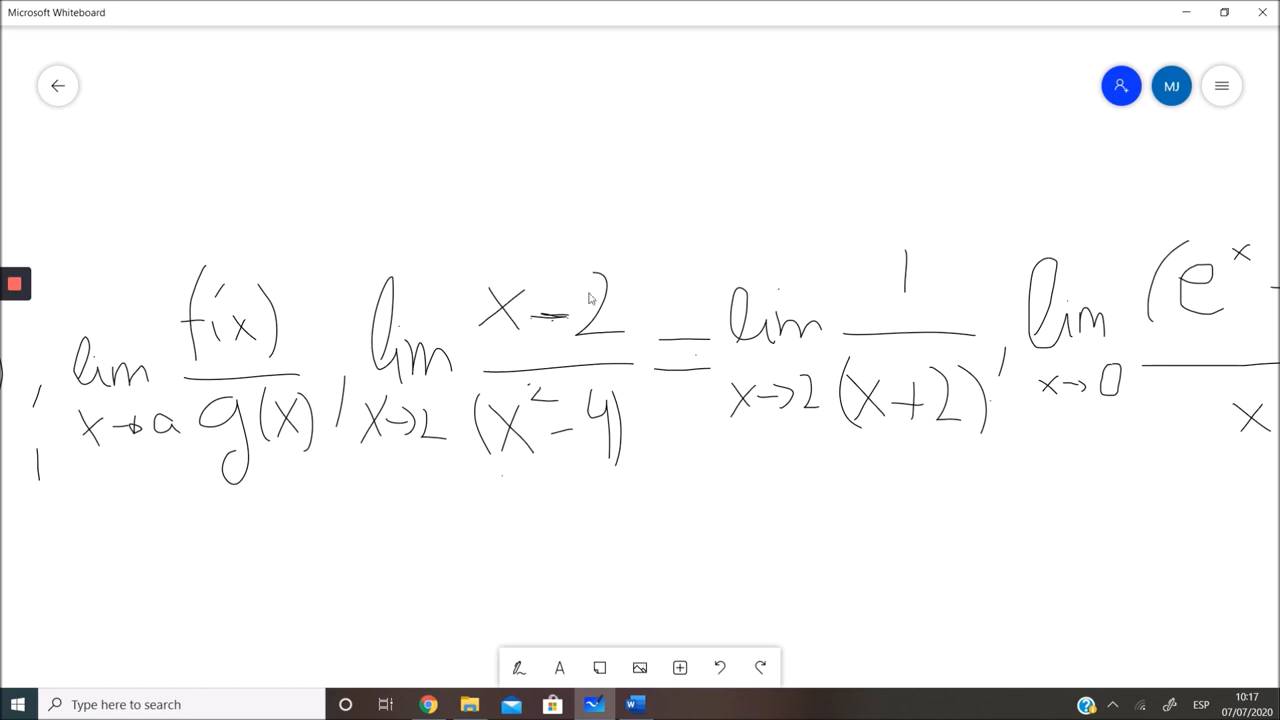 Microsoft Whiteboard
MJ
, lim x→a f(x)/g(x) , lim x→2 x-2/(x²-4) = lim x→2 1/(x+2) , lim x→0 (e^x - / x
Type here to search
ESP
10:17
07/07/2020